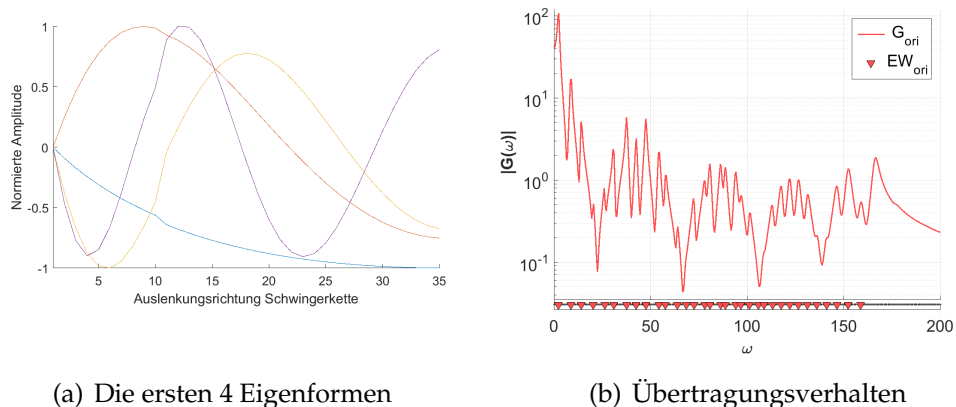 1
0.5
0
-0.5
-1
Normierte Amplitude
5 10 15 20 25 30 35
Auslenkungsrichtung Schwingerkette
(a) Die ersten 4 Eigenformen
10²
10¹
10⁰
10⁻¹
|G(ω)|
G_ori
EW_ori
0 50 100 150 200
ω
(b) Übertragungsverhalten